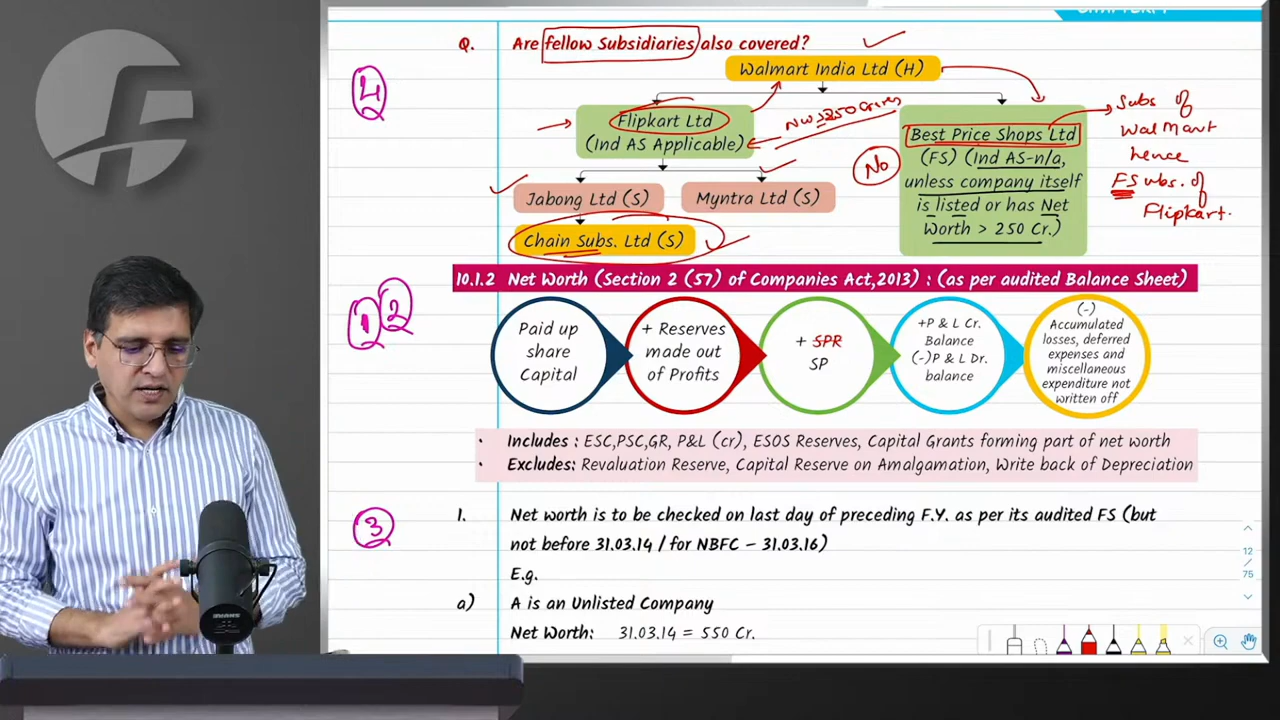 Q. Are fellow Subsidiaries also covered?
4
Walmart India Ltd (H)
Flipkart Ltd
(Ind AS Applicable)
NW ≥ 250 Crores
Jabong Ltd (S)
Myntra Ltd (S)
Chain Subs. Ltd (S)
No
Best Price Shops Ltd
(FS) (Ind AS-n/a,
unless company itself
is listed or has Net
Worth > 250 Cr.)
Subs of
WalMart
hence
FSubs. of
Flipkart.
10.1.2 Net Worth (Section 2 (57) of Companies Act,2013) : (as per audited Balance Sheet)
1 2
Paid up
share
Capital
+ Reserves
made out
of Profits
+ SPR
SP
+P & L Cr.
Balance
(-)P & L Dr.
balance
(-)
Accumulated
losses, deferred
expenses and
miscellaneous
expenditure not
written off
· Includes : ESC,PSC,GR, P&L (cr), ESOS Reserves, Capital Grants forming part of net worth
· Excludes: Revaluation Reserve, Capital Reserve on Amalgamation, Write back of Depreciation
3
1. Net worth is to be checked on last day of preceding F.Y. as per its audited FS (but
not before 31.03.14 / for NBFC – 31.03.16)
E.g.
a) A is an Unlisted Company
Net Worth: 31.03.14 = 550 Cr.
12
/
75
SHURE